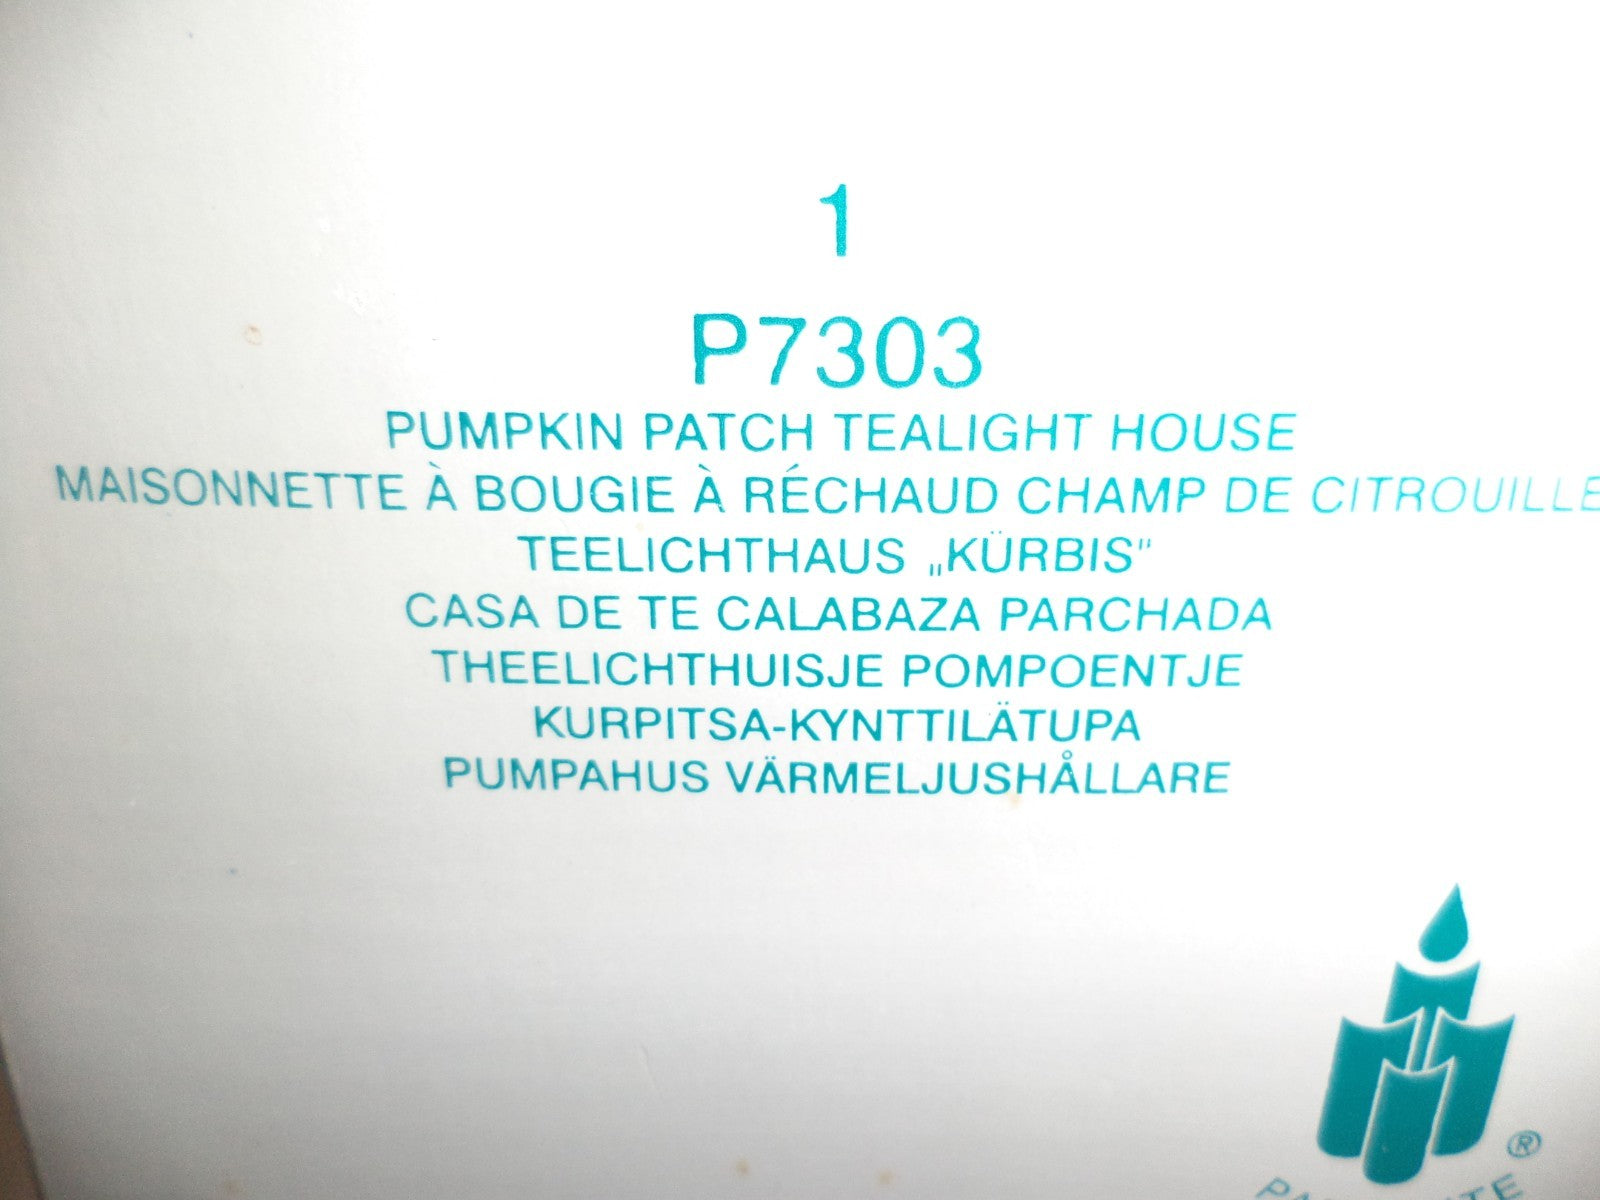 1
P7303
PUMPKIN PATCH TEALIGHT HOUSE
MAISONNETTE À BOUGIE À RÉCHAUD CHAMP DE CITROUILLE
TEELICHTHAUS „KÜRBIS"
CASA DE TE CALABAZA PARCHADA
THEELICHTHUISJE POMPOENTJE
KURPITSA-KYNTTILÄTUPA
PUMPAHUS VÄRMELJUSHÅLLARE
®